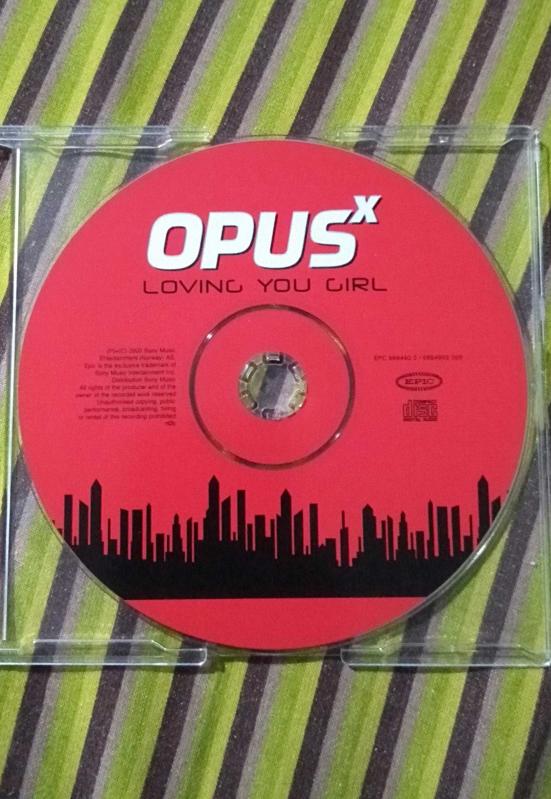 OPUSX
LOVING YOU GIRL
Sony Music
Entertainment (Norway) AS.
Epic is the exclusive trademark of
Sony Music Entertainment Inc.
Distribution Sony Music
All rights of the producer and of the
owner of the recorded work reserved
Unauthorised copying, public
performance, broadcasting, hiring
or rental of this recording prohibited
n©b
EPC
EPIC
COMPACT
disc
DIGITAL AUDIO